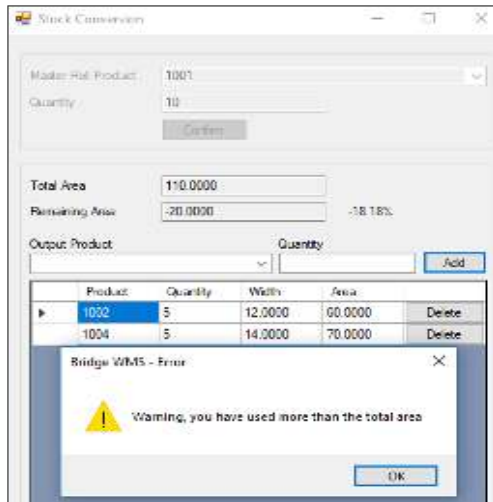 Stock Conversion
Master Roll Product 1001
Quantity 10
Confirm
Total Area 110.0000
Remaining Area -20.0000 -18.18%
Output Product Quantity
Add
Product Quantity Width Area
1002 5 12.0000 60.0000 Delete
1004 5 14.0000 70.0000 Delete
Bridge WMS - Error
Warning, you have used more than the total area
OK